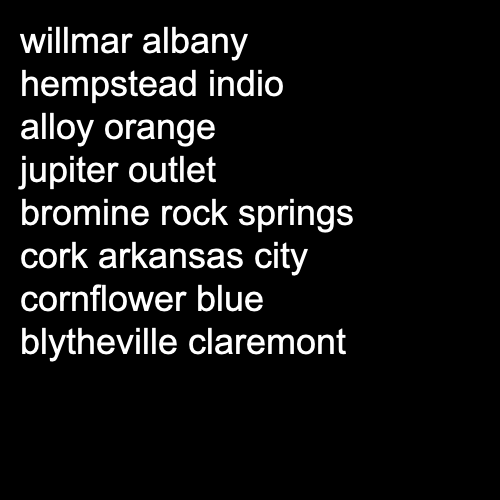 willmar albany
hempstead indio
alloy orange
jupiter outlet
bromine rock springs
cork arkansas city
cornflower blue
blytheville claremont